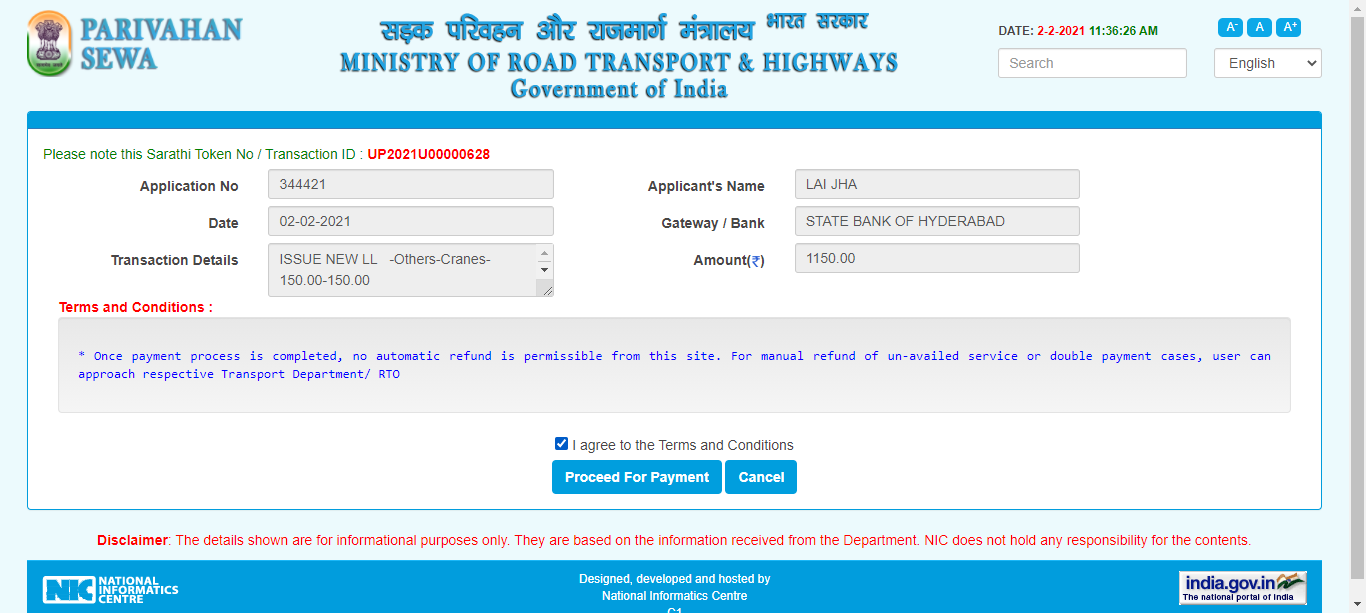 PARIVAHAN
SEWA
सड़क परिवहन और राजमार्ग मंत्रालय भारत सरकार
MINISTRY OF ROAD TRANSPORT & HIGHWAYS
Government of India
DATE: 2-2-2021 11:36:26 AM
A- A A+
Search
English
Please note this Sarathi Token No / Transaction ID : UP2021U00000628
Application No 344421 Applicant's Name LAI JHA
Date 02-02-2021 Gateway / Bank STATE BANK OF HYDERABAD
Transaction Details ISSUE NEW LL -Others-Cranes-
150.00-150.00
Amount(₹) 1150.00
Terms and Conditions :
* Once payment process is completed, no automatic refund is permissible from this site. For manual refund of un-availed service or double payment cases, user can
approach respective Transport Department/ RTO
I agree to the Terms and Conditions
Proceed For Payment Cancel
Disclaimer: The details shown are for informational purposes only. They are based on the information received from the Department. NIC does not hold any responsibility for the contents.
NIC NATIONAL
INFORMATICS
CENTRE
Designed, developed and hosted by
National Informatics Centre
india.gov.in
The national portal of India